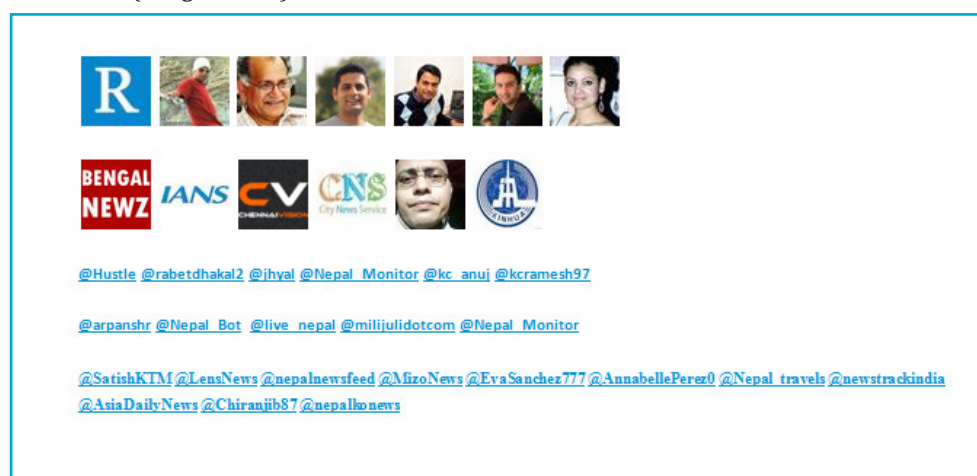 R
BENGAL
NEWZ
IANS
CV
CHENNAIVISION
CNS
City News Service
XINHUA
@Hustle @rabetdhakal2 @jhyal @Nepal_Monitor @kc_anuj @kcramesh97
@arpanshr @Nepal_Bot @live_nepal @milijulidotcom @Nepal_Monitor
@SatishKTM @LensNews @nepalnewsfeed @MizoNews @EvaSanchez777 @AnnabellePerez0 @Nepal_travels @newstrackindia
@AsiaDailyNews @Chiranjib87 @nepalkonews